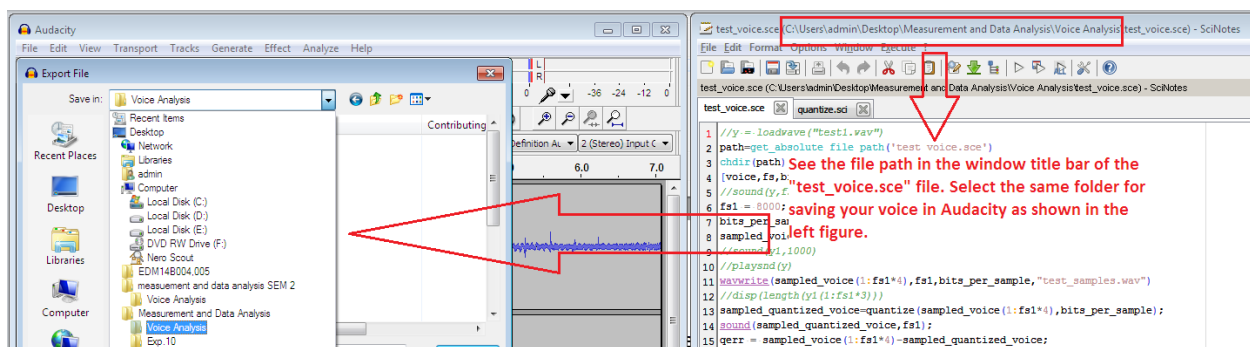 Audacity
File Edit View Transport Tracks Generate Effect Analyze Help
Export File
Save in: Voice Analysis
Recent Items
Desktop
Network
Libraries
admin
Computer
Local Disk (C:)
Local Disk (D:)
Local Disk (E:)
DVD RW Drive (F:)
Nero Scout
EDM14B004,005
measuement and data analysis SEM 2
Voice Analysis
Measurement and Data Analysis
Voice Analysis
Exp.10
Contributing
Recent Places
Desktop
Libraries
Computer
L
R
0 -36 -24 -12 0
2 (Stereo) Input C
6.0 7.0
test_voice.sce (C:\Users\admin\Desktop\Measurement and Data Analysis\Voice Analysis\test_voice.sce) - SciNotes
File Edit Format Options Window Execute ?
test_voice.sce (C:\Users\admin\Desktop\Measurement and Data Analysis\Voice Analysis\test_voice.sce) - SciNotes
test_voice.sce quantize.sci
1 //y = loadwave("test1.wav")
2 path=get_absolute_file_path('test_voice.sce')
3 chdir(path)
4 [voice,fs,b
5 //sound(y,f
6 fs1 = 8000;
7 bits_per_sam
8 sampled_voi
9 //sound(y1,1000)
10 //playsnd(y)
11 wavwrite(sampled_voice(1:fs1*4),fs1,bits_per_sample,"test_samples.wav")
12 //disp(length(y1(1:fs1*3)))
13 sampled_quantized_voice=quantize(sampled_voice(1:fs1*4),bits_per_sample);
14 sound(sampled_quantized_voice,fs1);
15 qerr = sampled_voice(1:fs1*4)-sampled_quantized_voice;
See the file path in the window title bar of the
"test_voice.sce" file. Select the same folder for
saving your voice in Audacity as shown in the
left figure.